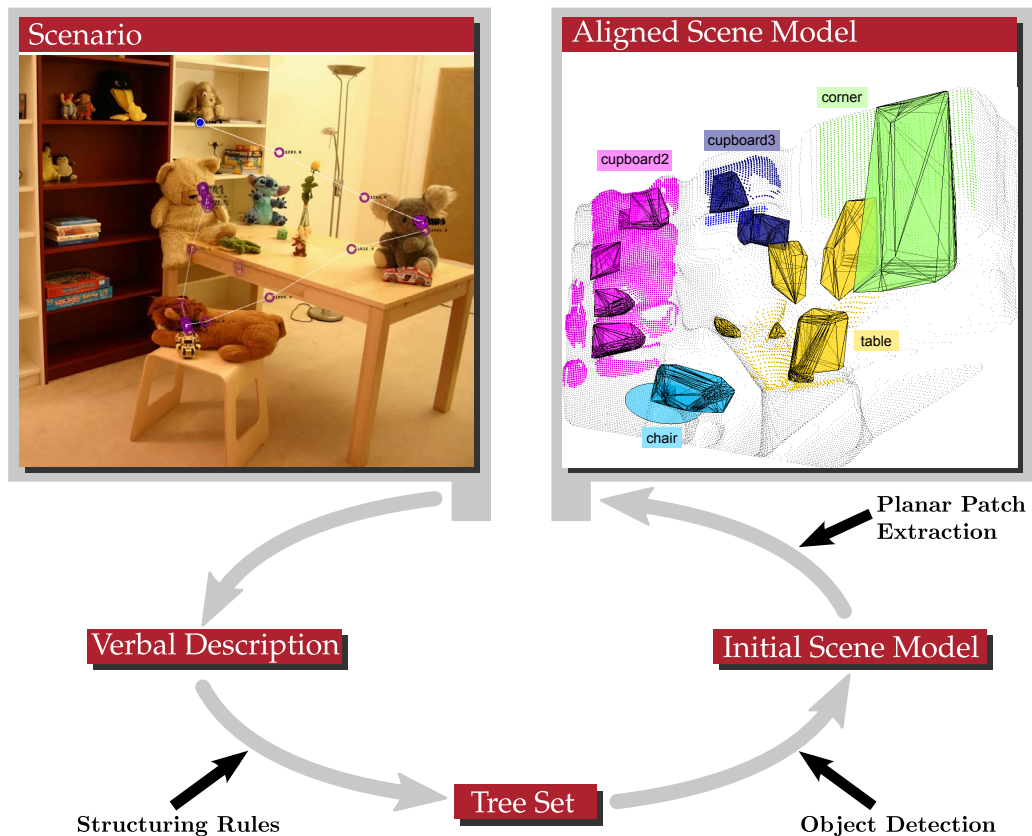 Scenario
Aligned Scene Model
corner
cupboard3
cupboard2
table
chair
Planar Patch
Extraction
Verbal Description
Initial Scene Model
Tree Set
Structuring Rules
Object Detection